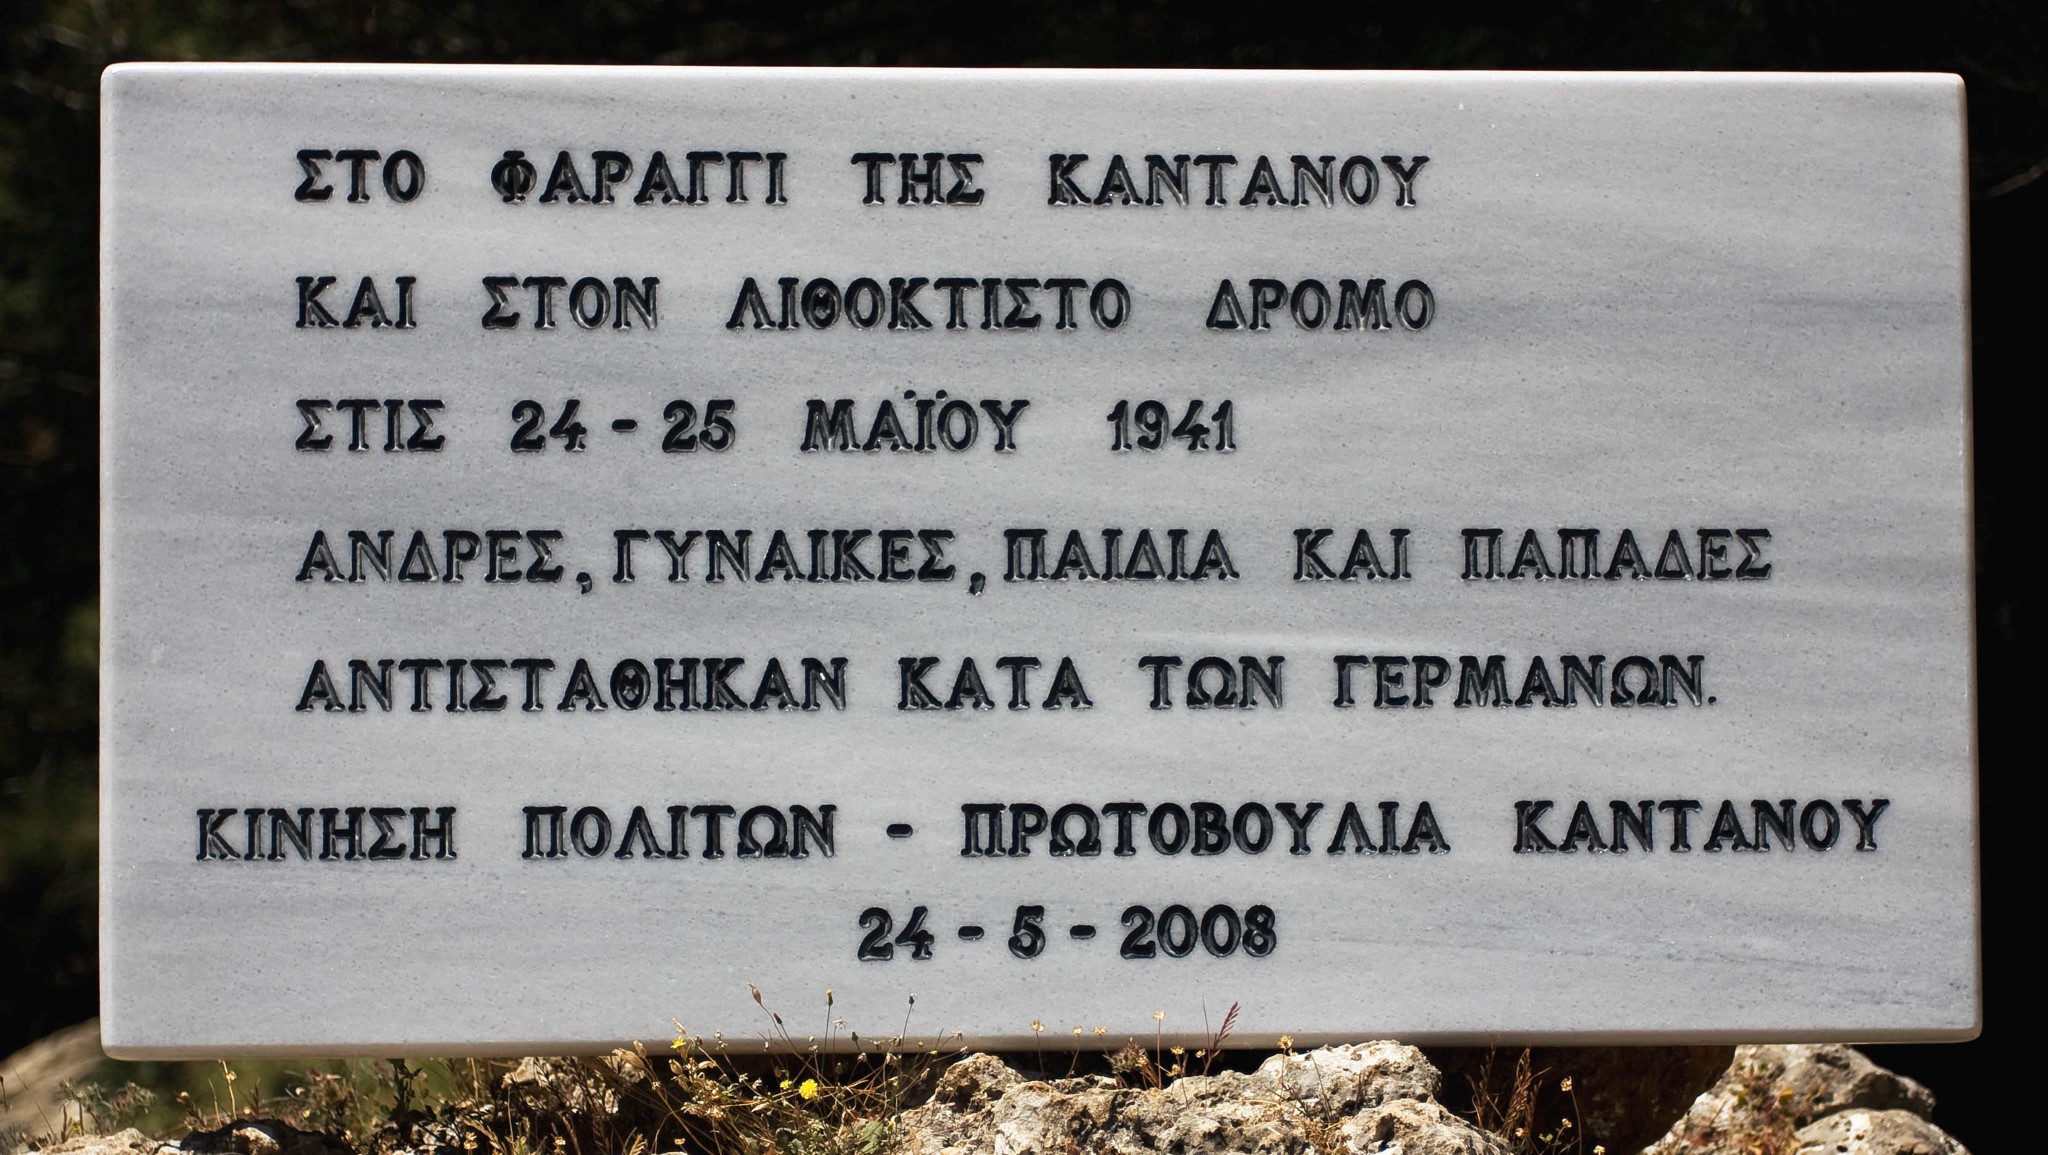 ΣΤΟ ΦΑΡΑΓΓΙ ΤΗΣ ΚΑΝΤΑΝΟΥ
ΚΑΙ ΣΤΟΝ ΛΙΘΟΚΤΙΣΤΟ ΔΡΟΜΟ
ΣΤΙΣ 24 - 25 ΜΑΪΟΥ 1941
ΑΝΔΡΕΣ, ΓΥΝΑΙΚΕΣ, ΠΑΙΔΙΑ ΚΑΙ ΠΑΠΑΔΕΣ
ΑΝΤΙΣΤΑΘΗΚΑΝ ΚΑΤΑ ΤΩΝ ΓΕΡΜΑΝΩΝ.
ΚΙΝΗΣΗ ΠΟΛΙΤΩΝ - ΠΡΩΤΟΒΟΥΛΙΑ ΚΑΝΤΑΝΟΥ
24 - 5 - 2008